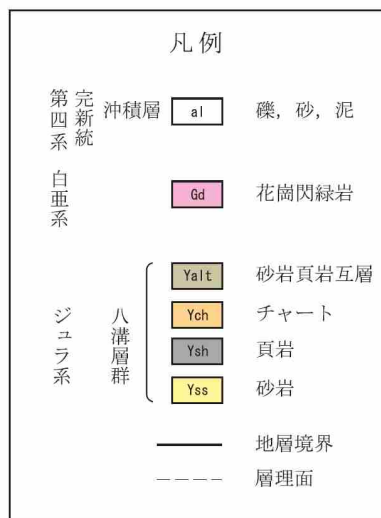 凡例
第四系 完新統 沖積層 al 礫，砂，泥
白亜系 Gd 花崗閃緑岩
ジュラ系 八溝層群
Yalt 砂岩頁岩互層
Ych チャート
Ysh 頁岩
Yss 砂岩
地層境界
層理面